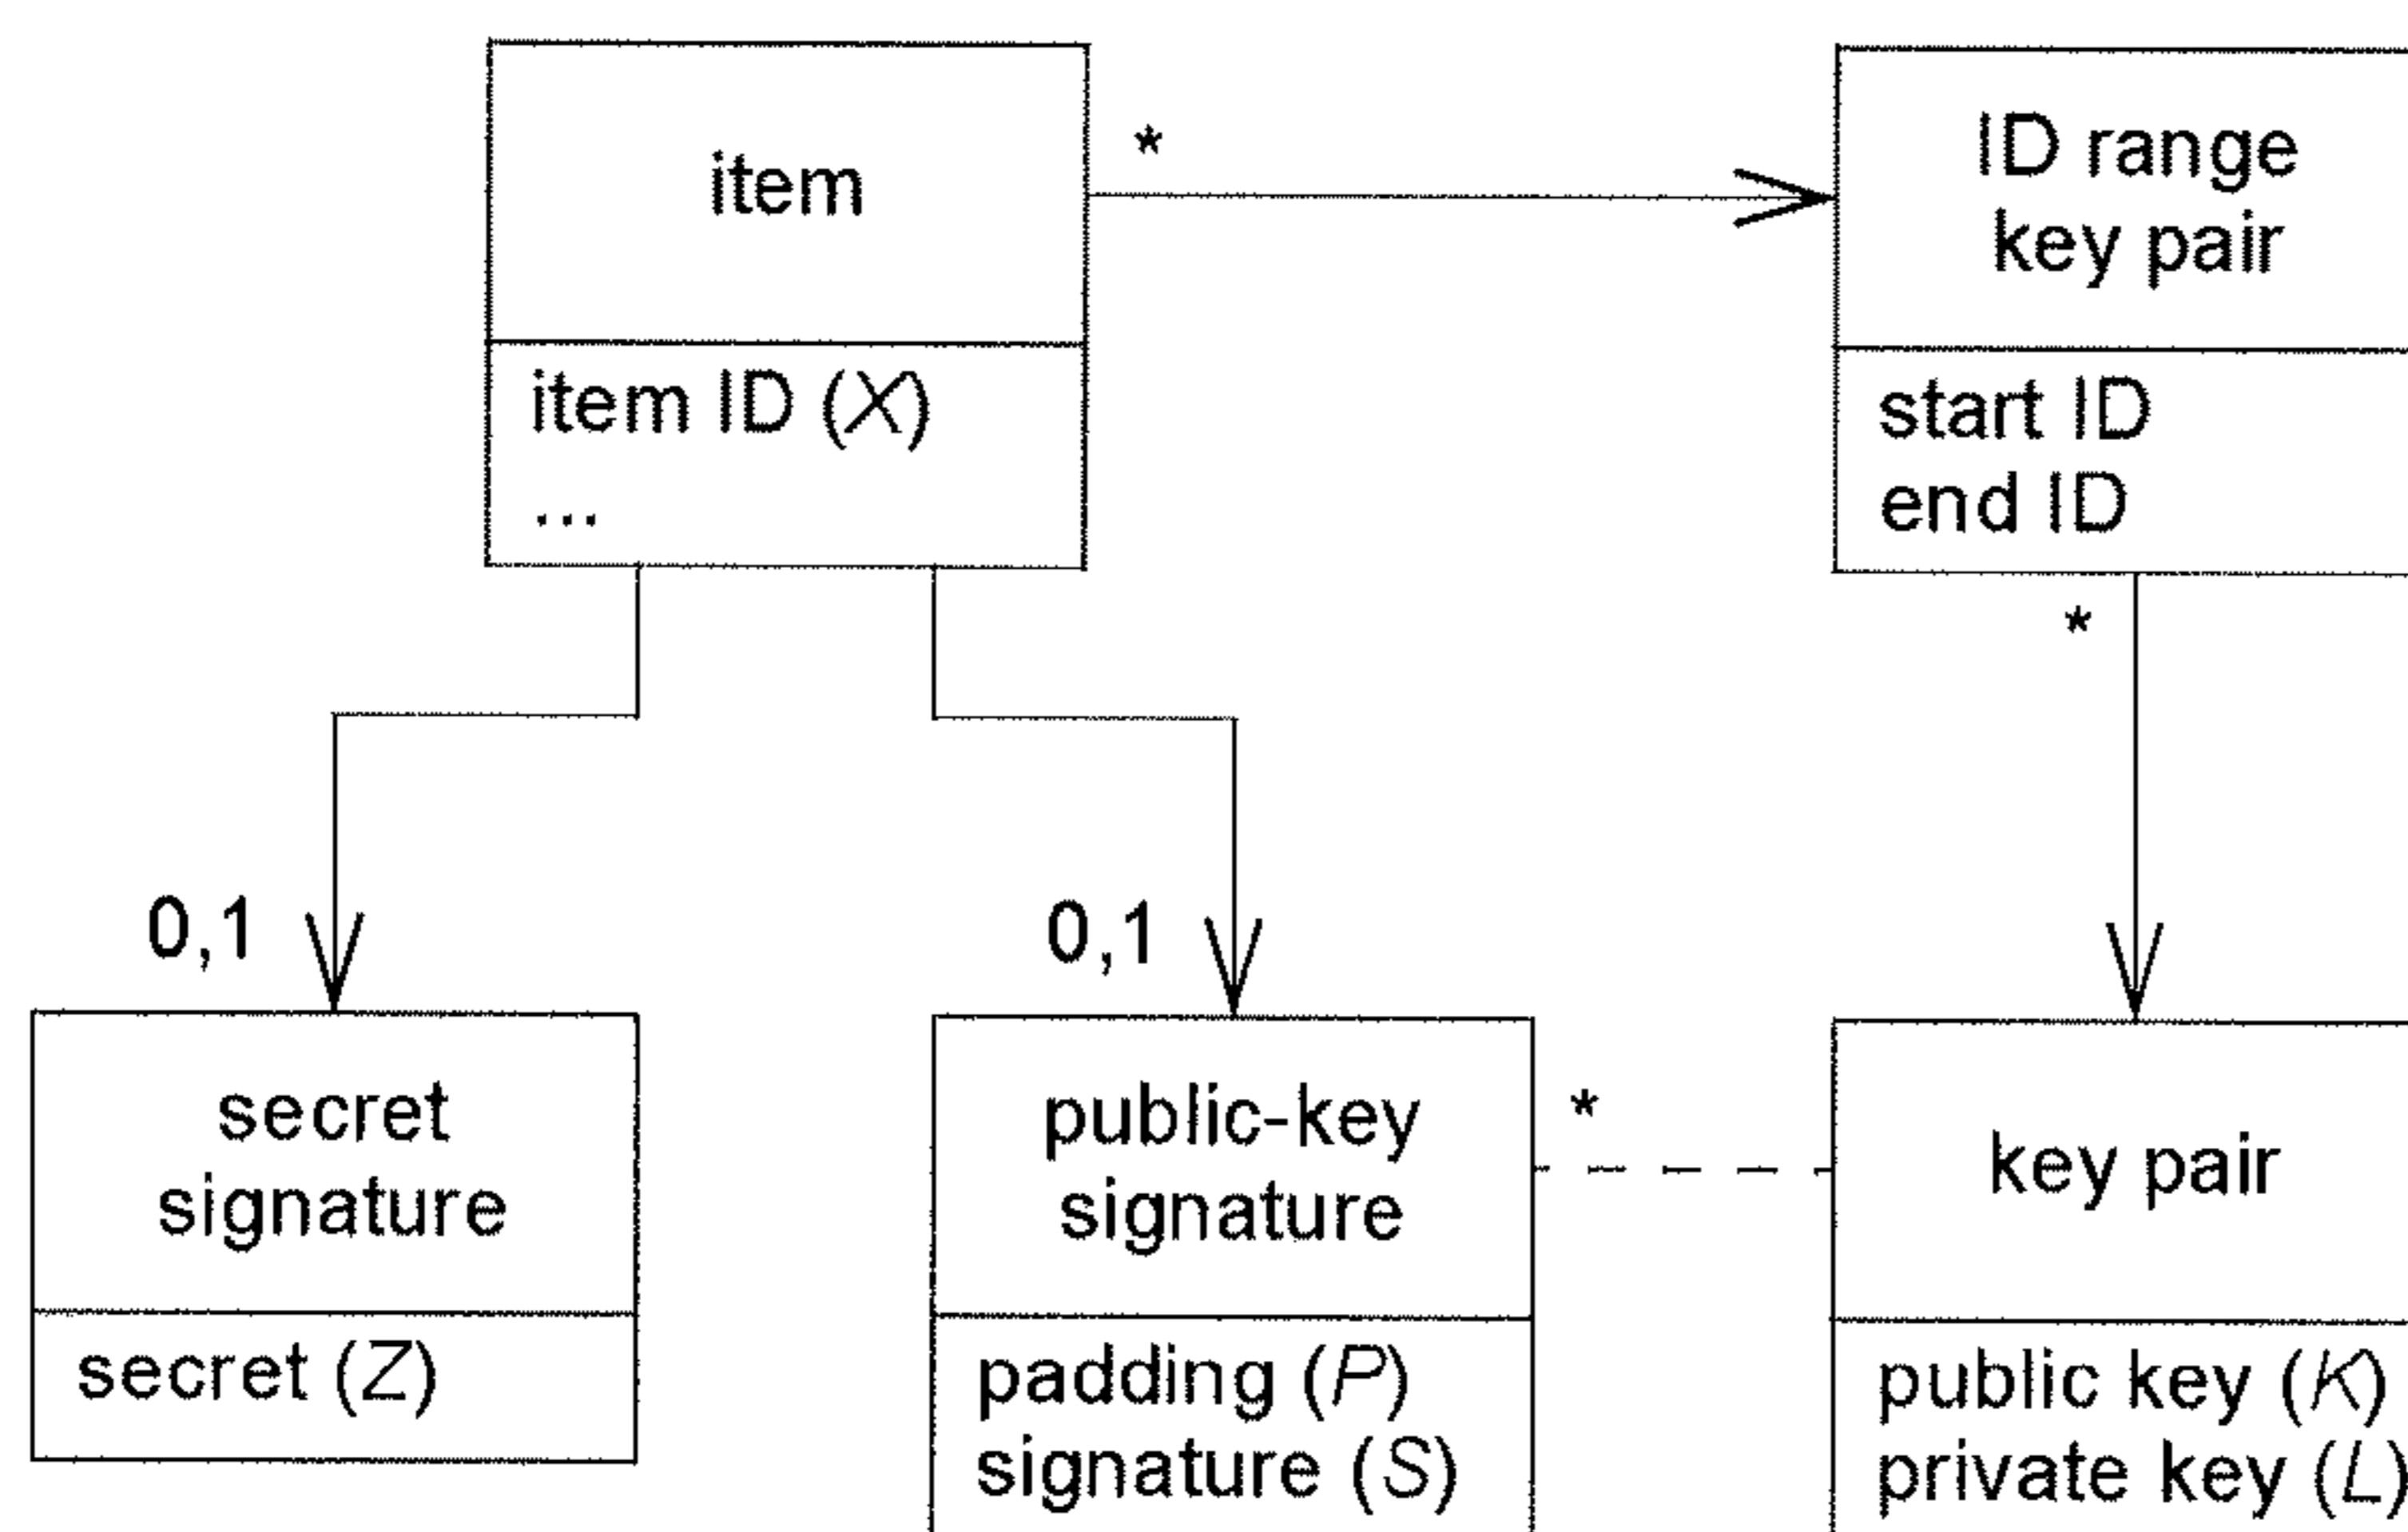 item
item ID (X)
...
*
ID range
key pair
start ID
end ID
*
0,1
0,1
secret
signature
secret (Z)
public-key
signature
padding (P)
signature (S)
*
key pair
public key (K)
private key (L)